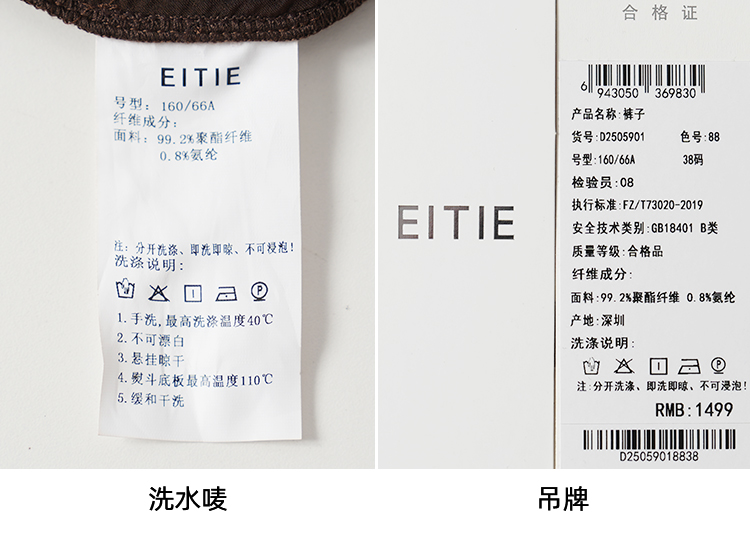 EITIE
号型: 160/66A
纤维成分:
面料: 99.2%聚酯纤维
0.8%氨纶
注: 分开洗涤、即洗即晾、不可浸泡!
洗涤说明:
P
1.手洗,最高洗涤温度40℃
2.不可漂白
3.悬挂晾干
4.熨斗底板最高温度110℃
5.缓和干洗
洗水唛
EITIE
合格证
6 943050 369830
产品名称:裤子
货号:D2505901 色号:88
号型:160/66A 38码
检验员:08
执行标准:FZ/T73020-2019
安全技术类别:GB18401 B类
质量等级:合格品
纤维成分:
面料:99.2%聚酯纤维 0.8%氨纶
产地:深圳
洗涤说明:
P
注:分开洗涤、即洗即晾、不可浸泡!
RMB:1499
D25059018838
吊牌